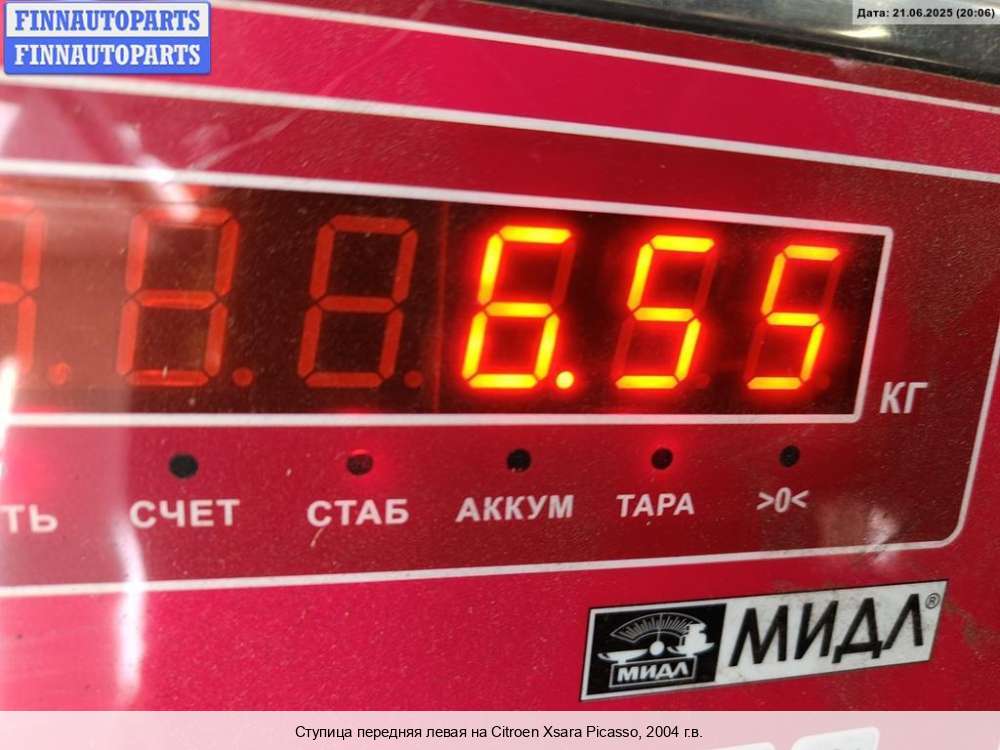 FINNAUTOPARTS
FINNAUTOPARTS
Дата: 21.06.2025 (20:06)
6.55
КГ
ТЬ
СЧЕТ
СТАБ
АККУМ
ТАРА
>0<
МИДЛ
МИДЛ®
Ступица передняя левая на Citroen Xsara Picasso, 2004 г.в.